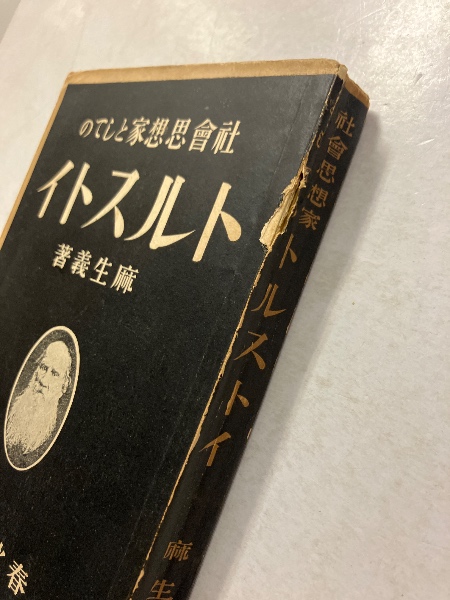 社會思想家としての
トルストイ
麻生義著
春
社會思想家
トルストイ
麻生